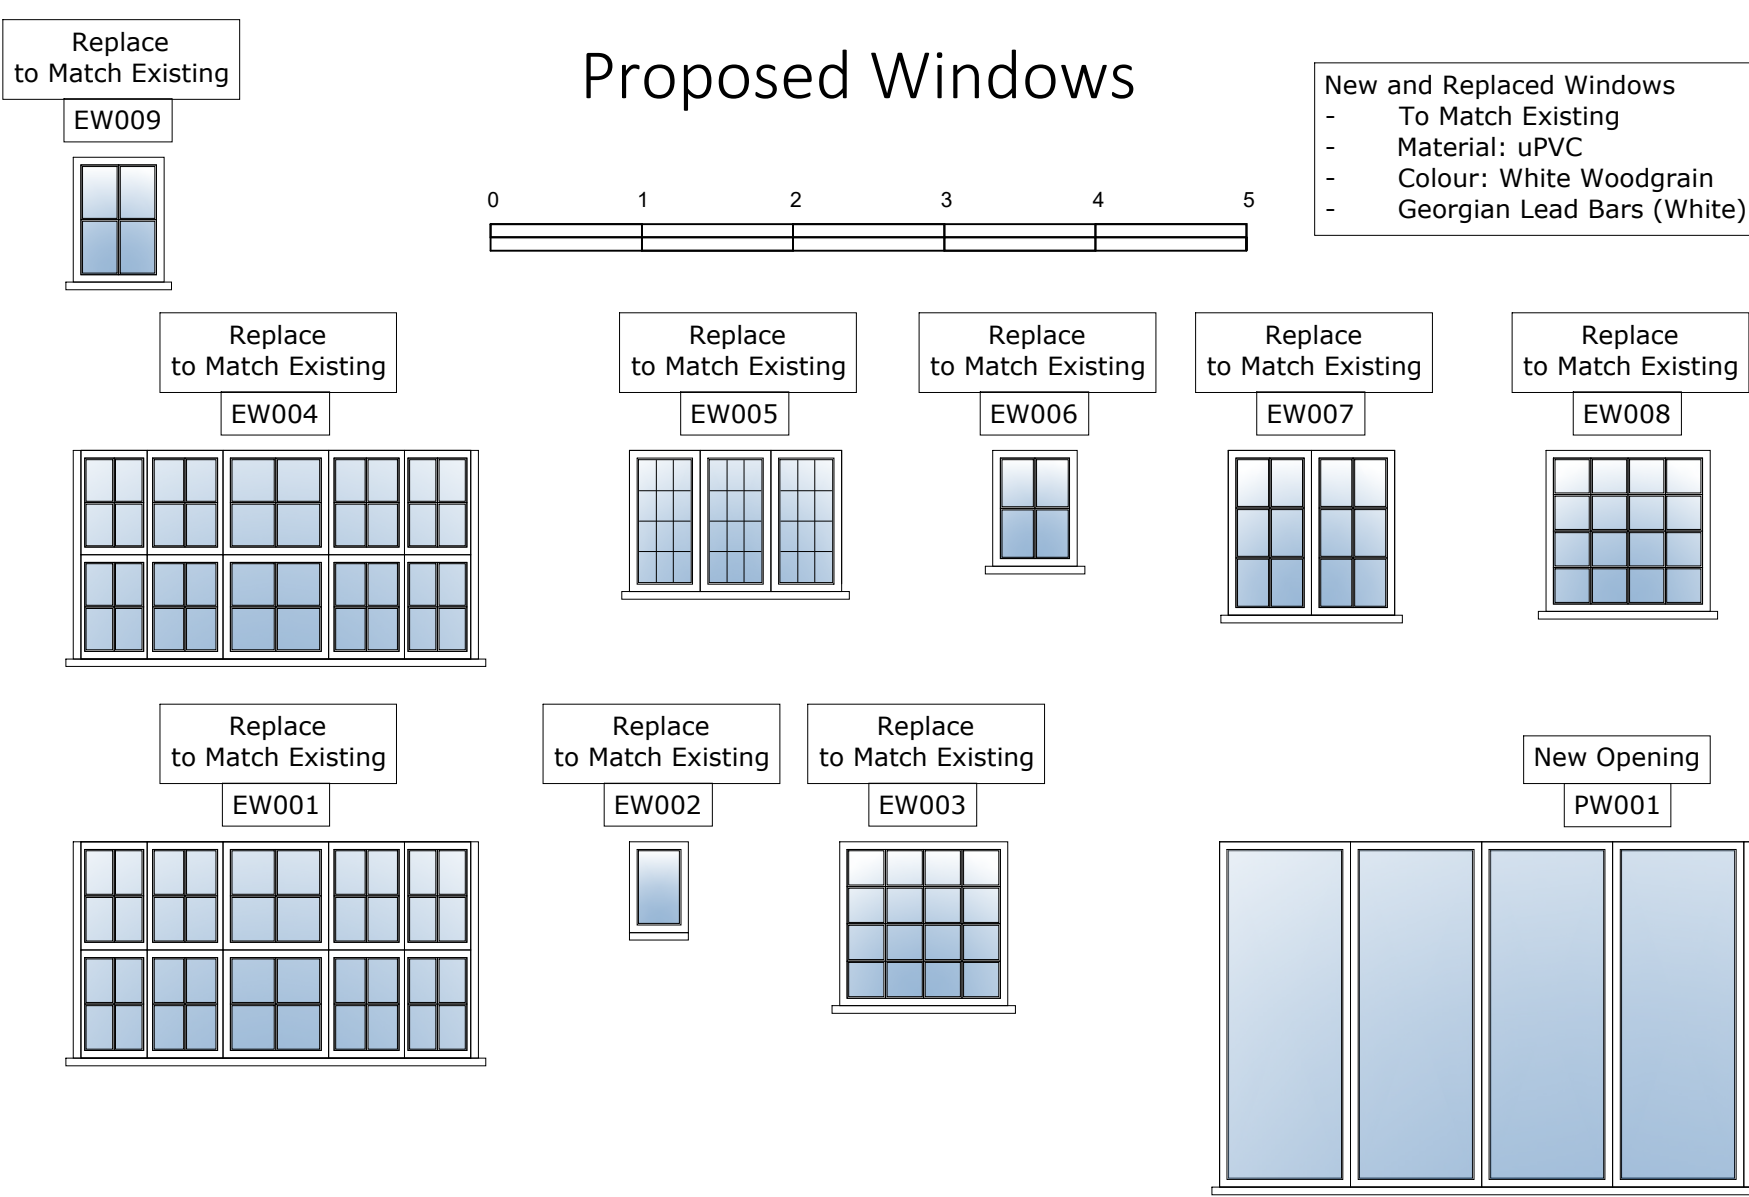 Replace
to Match Existing
EW009
Proposed Windows
New and Replaced Windows
- To Match Existing
- Material: uPVC
- Colour: White Woodgrain
- Georgian Lead Bars (White)
0 1 2 3 4 5
Replace
to Match Existing
EW004
Replace
to Match Existing
EW005
Replace
to Match Existing
EW006
Replace
to Match Existing
EW007
Replace
to Match Existing
EW008
Replace
to Match Existing
EW001
Replace
to Match Existing
EW002
Replace
to Match Existing
EW003
New Opening
PW001